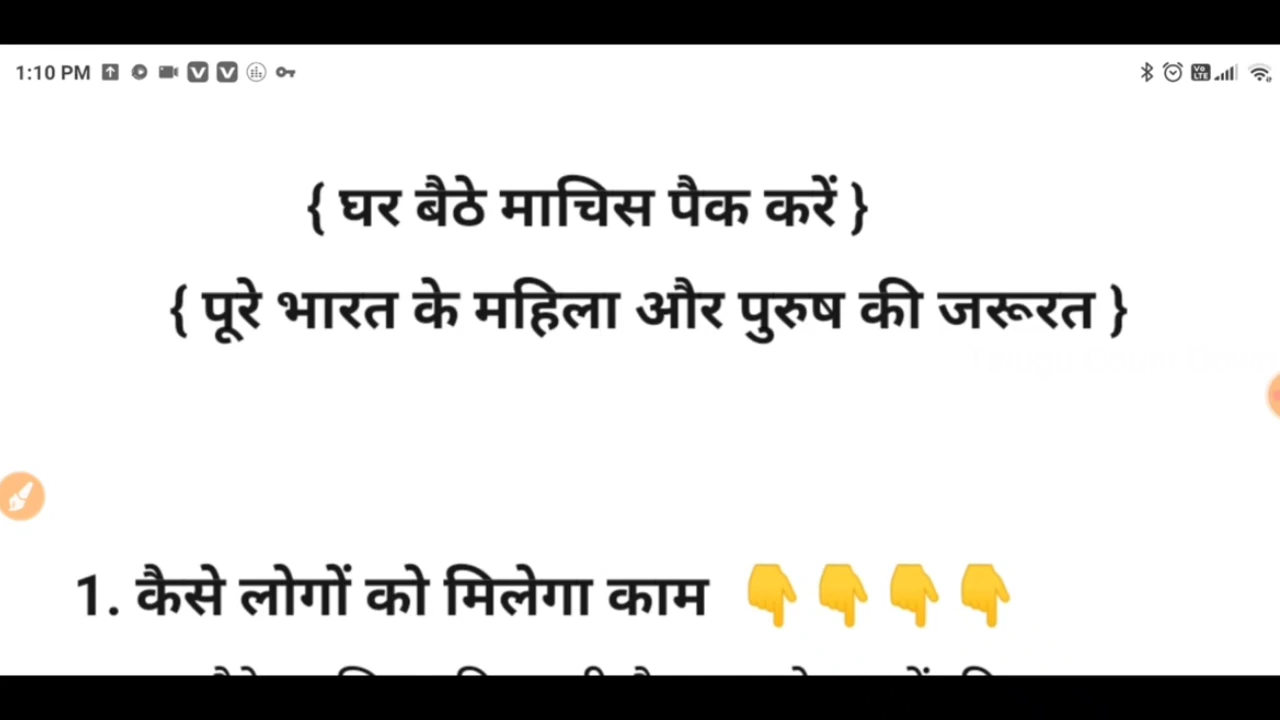 1:10 PM
{ घर बैठे माचिस पैक करें }
{ पूरे भारत के महिला और पुरुष की जरूरत }
1. कैसे लोगों को मिलेगा काम 👇👇👇👇